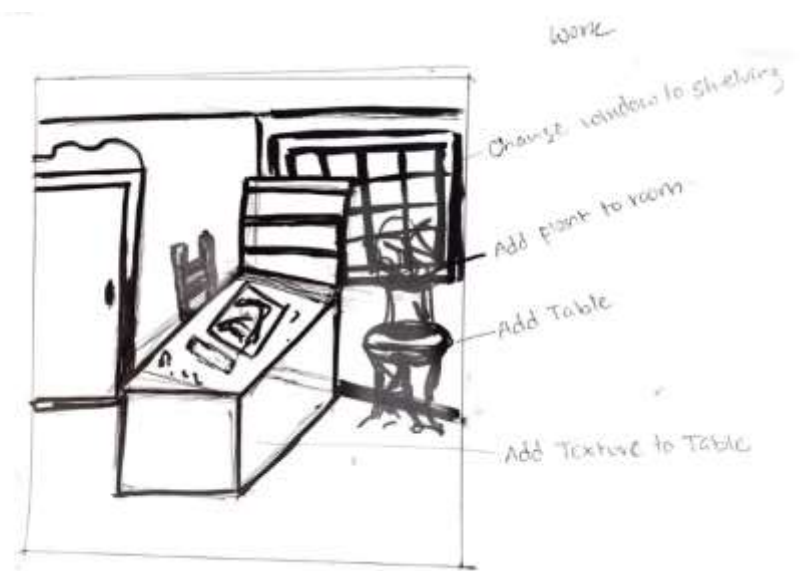 Work
Change window to shelving
Add plant to room
Add Table
Add Texture to Table